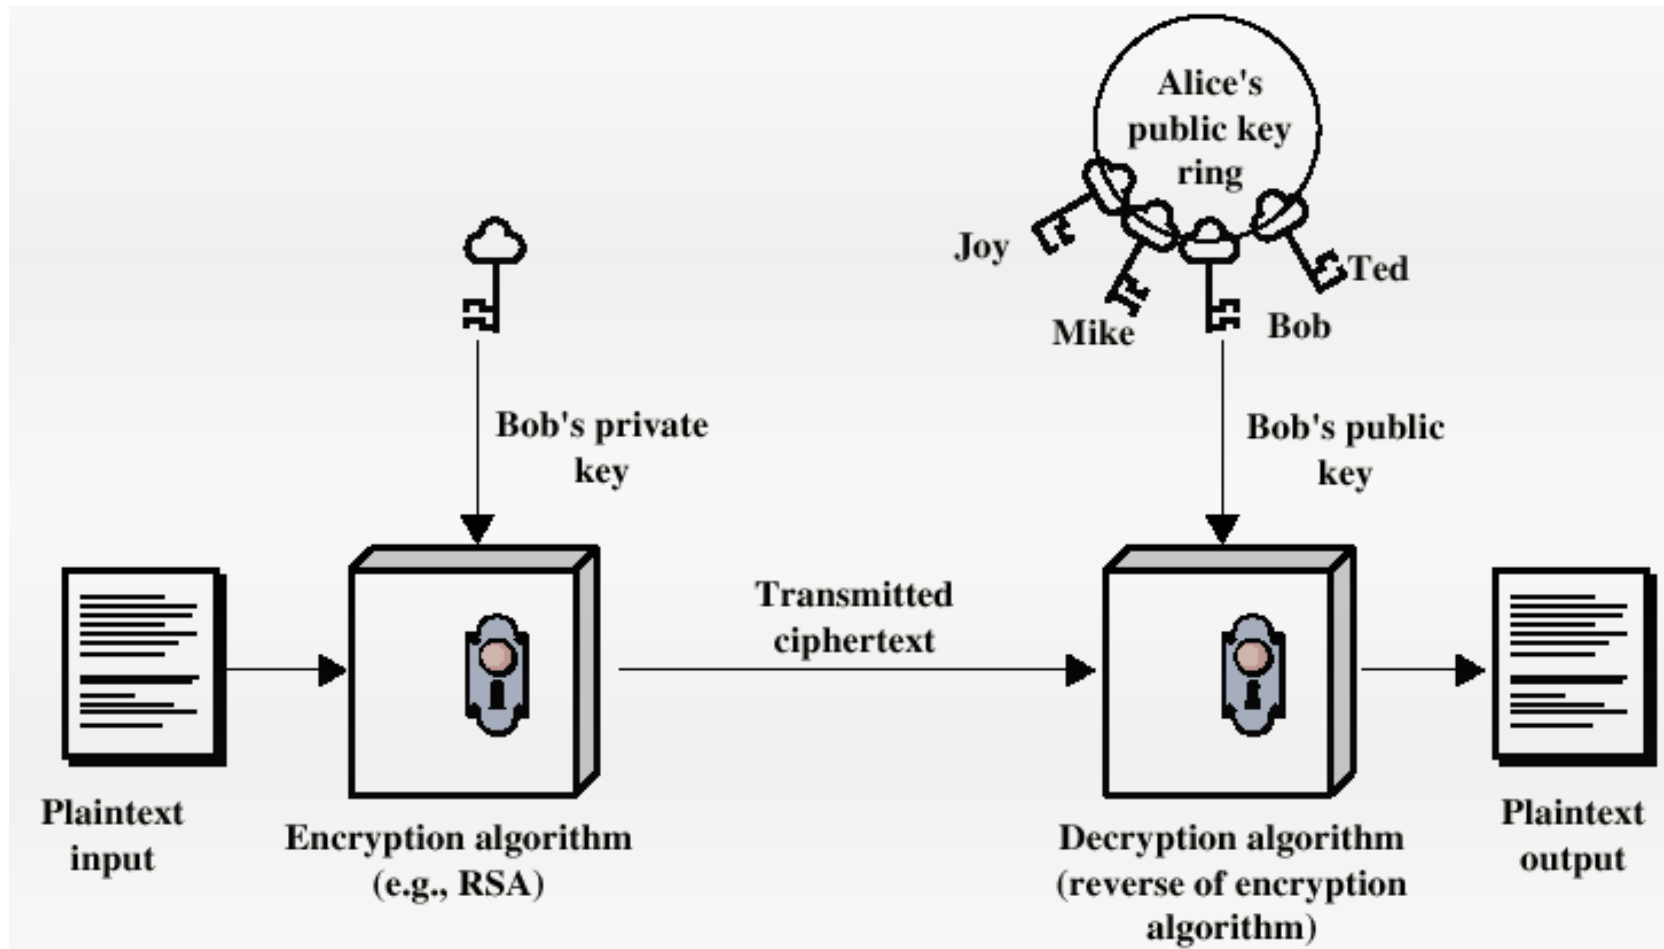 Alice's
public key
ring
Joy
Ted
Mike
Bob
Bob's private
key
Bob's public
key
Transmitted
ciphertext
Plaintext
input
Encryption algorithm
(e.g., RSA)
Decryption algorithm
(reverse of encryption
algorithm)
Plaintext
output